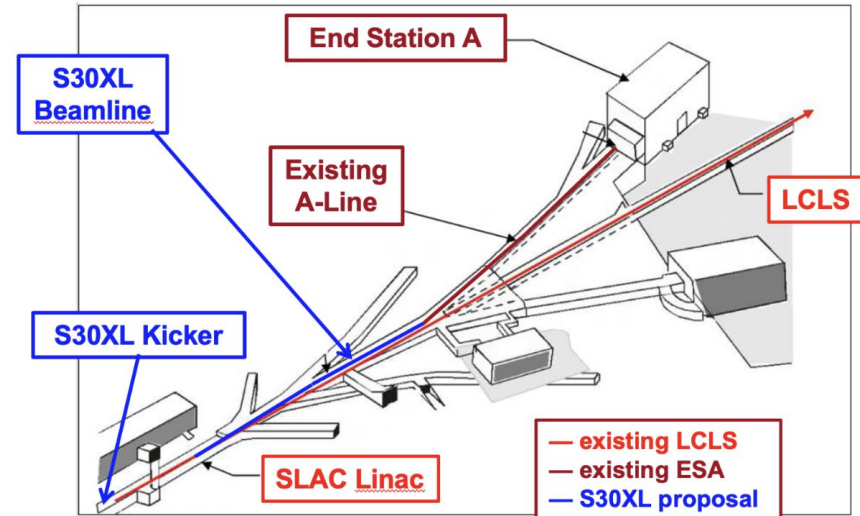 End Station A
S30XL
Beamline
Existing
A-Line
LCLS
S30XL Kicker
SLAC Linac
existing LCLS
existing ESA
S30XL proposal